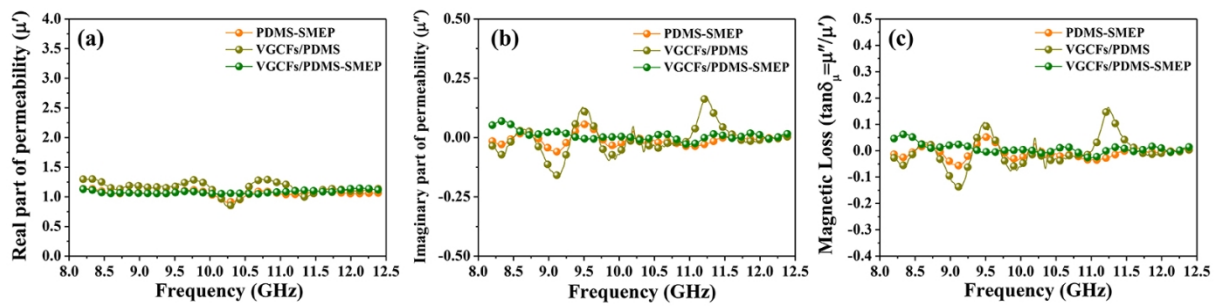 Real part of permeability (μ′)
4.0
3.5
3.0
2.5
2.0
1.5
1.0
0.5
0.0
(a)
PDMS-SMEP
VGCFs/PDMS
VGCFs/PDMS-SMEP
8.0 8.5 9.0 9.5 10.0 10.5 11.0 11.5 12.0 12.5
Frequency (GHz)
Imaginary part of permeability (μ″)
0.50
0.25
0.00
-0.25
-0.50
(b)
PDMS-SMEP
VGCFs/PDMS
VGCFs/PDMS-SMEP
8.0 8.5 9.0 9.5 10.0 10.5 11.0 11.5 12.0 12.5
Frequency (GHz)
Magnetic Loss (tanδμ=μ″/μ′)
0.4
0.3
0.2
0.1
0.0
-0.1
-0.2
-0.3
-0.4
(c)
PDMS-SMEP
VGCFs/PDMS
VGCFs/PDMS-SMEP
8.0 8.5 9.0 9.5 10.0 10.5 11.0 11.5 12.0 12.5
Frequency (GHz)